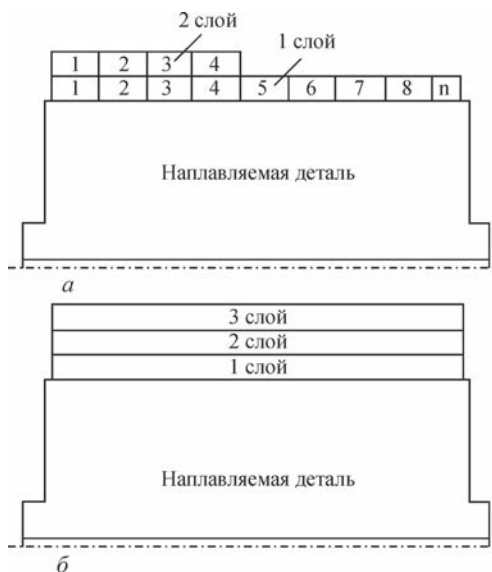 2 слой
1 слой
1 2 3 4
1 2 3 4 5 6 7 8 n
Наплавляемая деталь
а
3 слой
2 слой
1 слой
Наплавляемая деталь
б